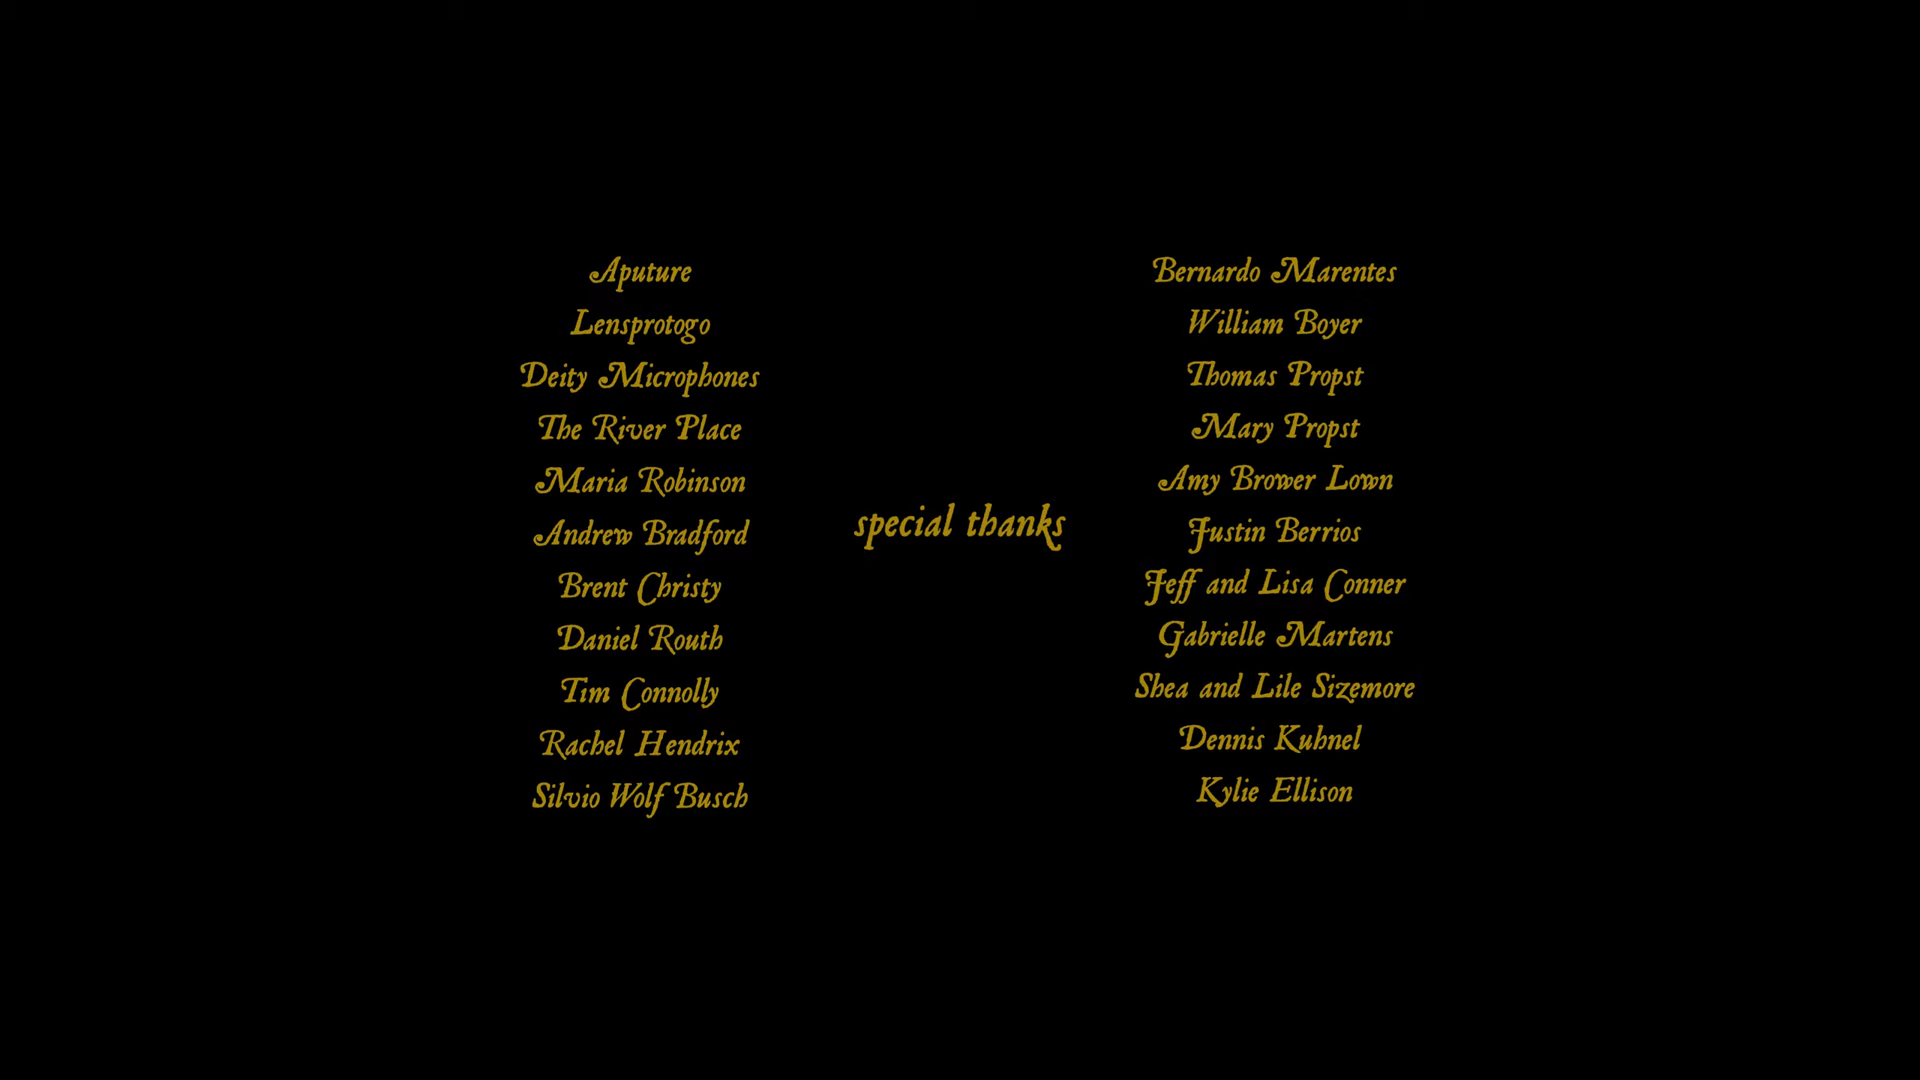 Aputure
Lensprotogo
Deity Microphones
The River Place
Maria Robinson
Andrew Bradford
Brent Christy
Daniel Routh
Tim Connolly
Rachel Hendrix
Silvio Wolf Busch
special thanks
Bernardo Marentes
William Boyer
Thomas Propst
Mary Propst
Amy Brower Lown
Justin Berrios
Jeff and Lisa Conner
Gabrielle Martens
Shea and Lile Sizemore
Dennis Kuhnel
Kylie Ellison